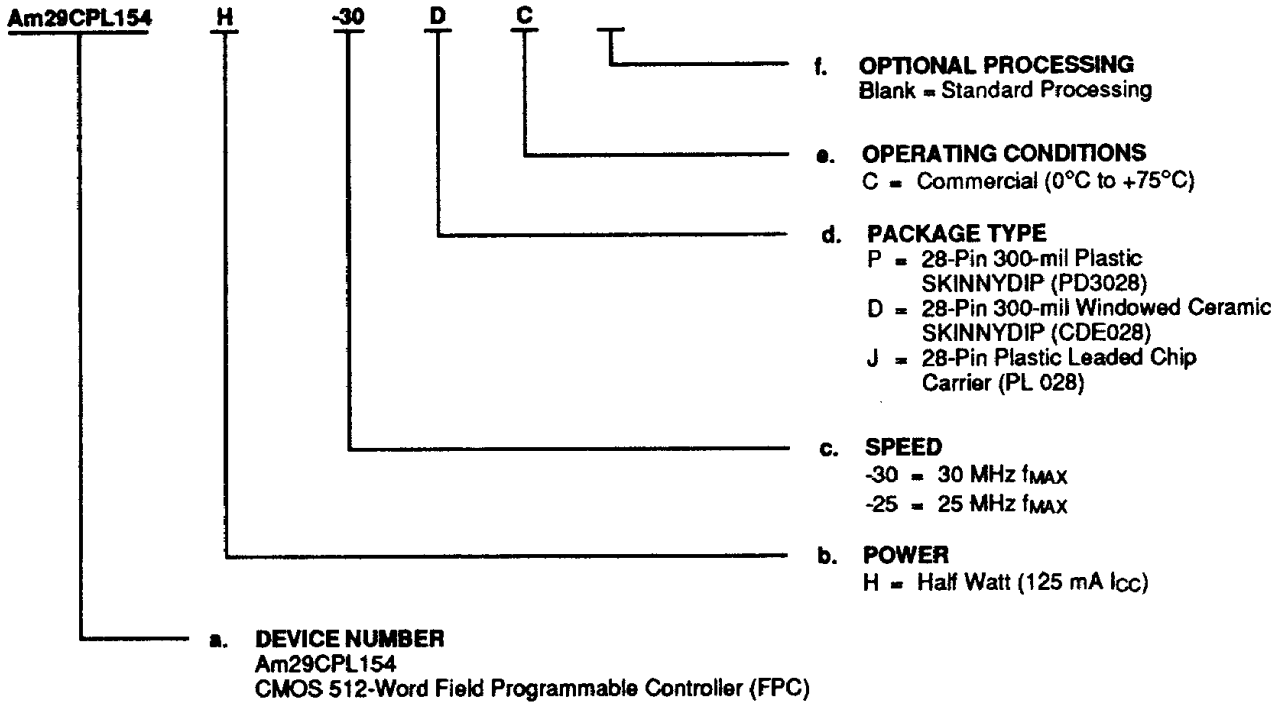 Am29CPL154 H -30 D C
f. OPTIONAL PROCESSING
Blank = Standard Processing
e. OPERATING CONDITIONS
C = Commercial (0°C to +75°C)
d. PACKAGE TYPE
P = 28-Pin 300-mil Plastic
SKINNYDIP (PD3028)
D = 28-Pin 300-mil Windowed Ceramic
SKINNYDIP (CDE028)
J = 28-Pin Plastic Leaded Chip
Carrier (PL 028)
c. SPEED
-30 = 30 MHz fMAX
-25 = 25 MHz fMAX
b. POWER
H = Half Watt (125 mA ICC)
a. DEVICE NUMBER
Am29CPL154
CMOS 512-Word Field Programmable Controller (FPC)